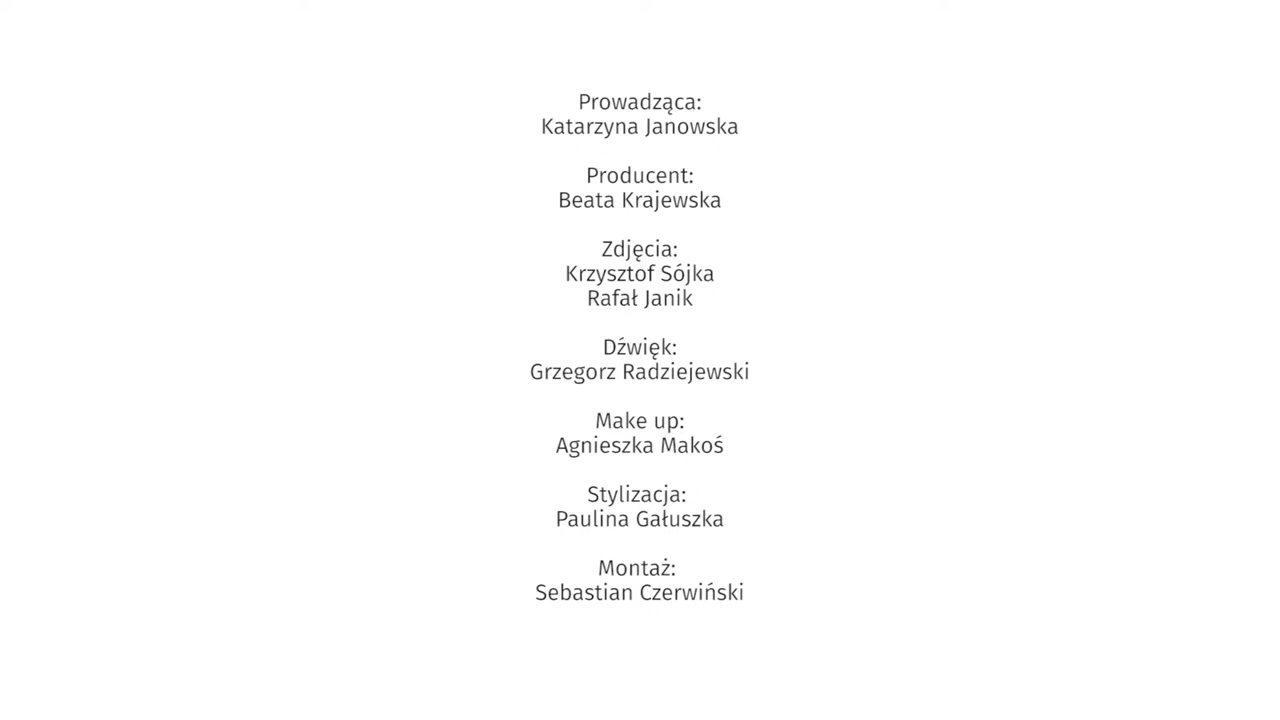 Prowadząca:
Katarzyna Janowska
Producent:
Beata Krajewska
Zdjęcia:
Krzysztof Sójka
Rafał Janik
Dźwięk:
Grzegorz Radziejewski
Make up:
Agnieszka Makoś
Stylizacja:
Paulina Gałuszka
Montaż:
Sebastian Czerwiński